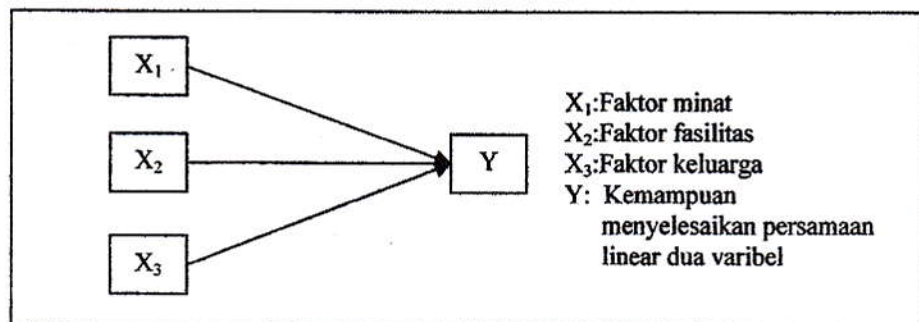 X₁
X₂
X₃
Y
X₁:Faktor minat
X₂:Faktor fasilitas
X₃:Faktor keluarga
Y: Kemampuan
menyelesaikan persamaan
linear dua varibel